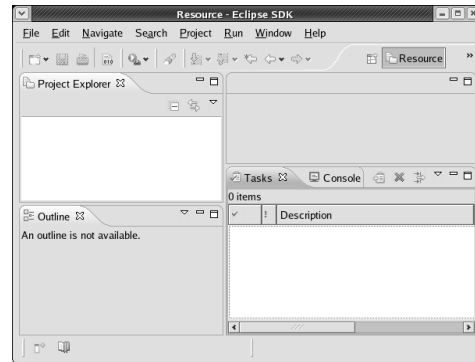 Resource - Eclipse SDK
File Edit Navigate Search Project Run Window Help
Resource »
Project Explorer
Tasks Console
0 items
! Description
Outline
An outline is not available.